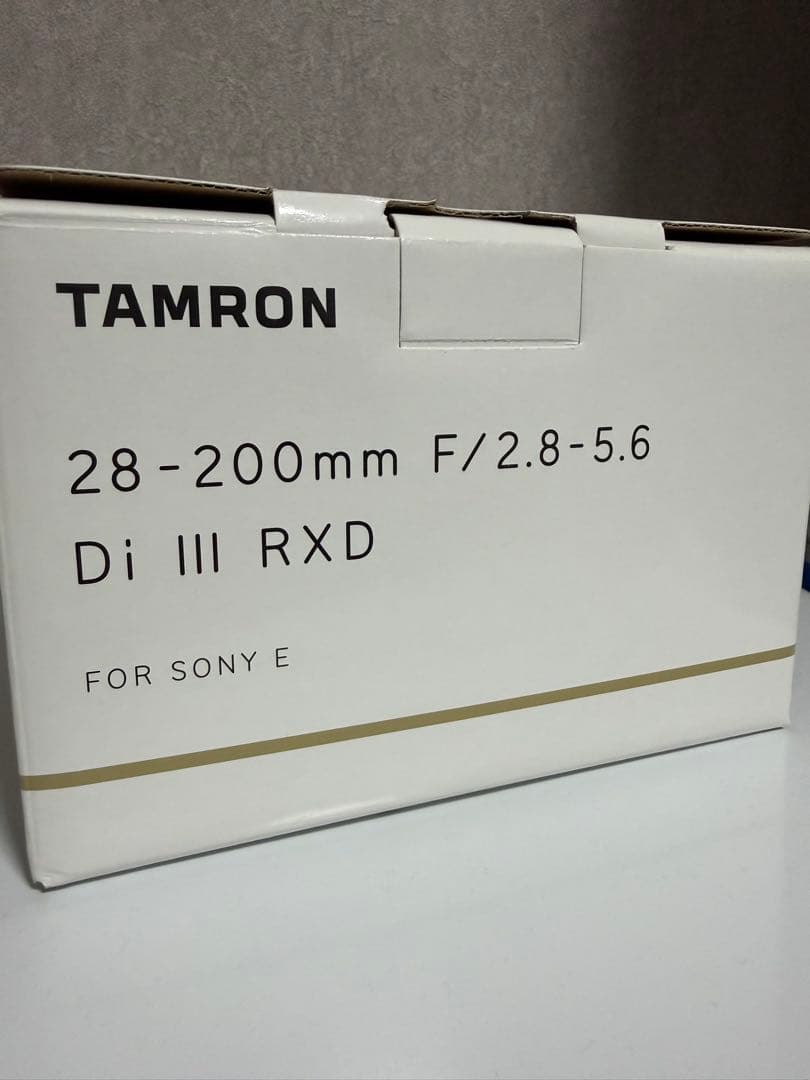 TAMRON
28-200mm F/2.8-5.6
Di III RXD
FOR SONY E